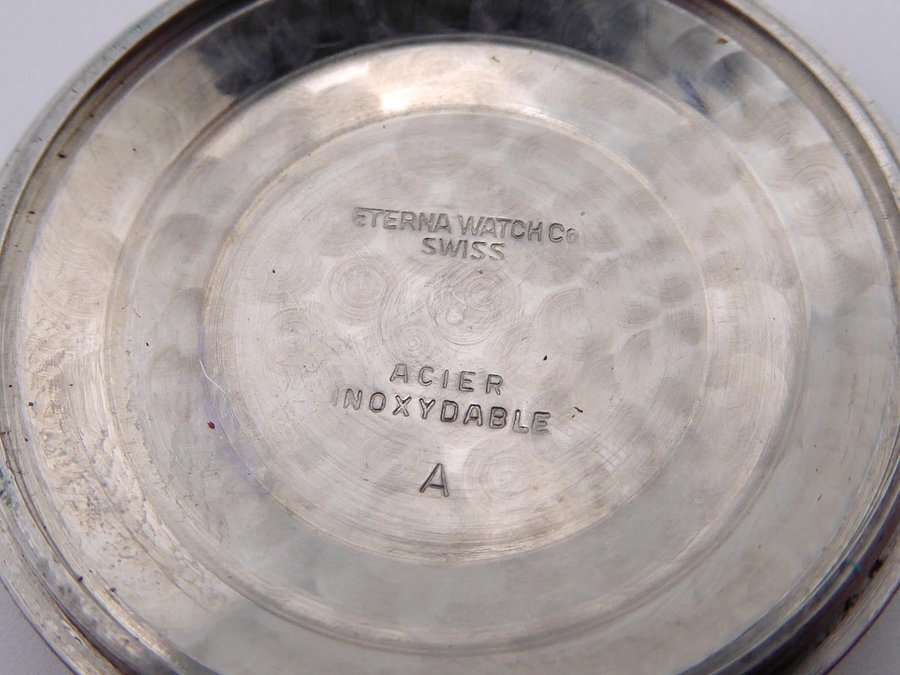 ETERNA WATCH Co
SWISS
ACIER
INOXYDABLE
A